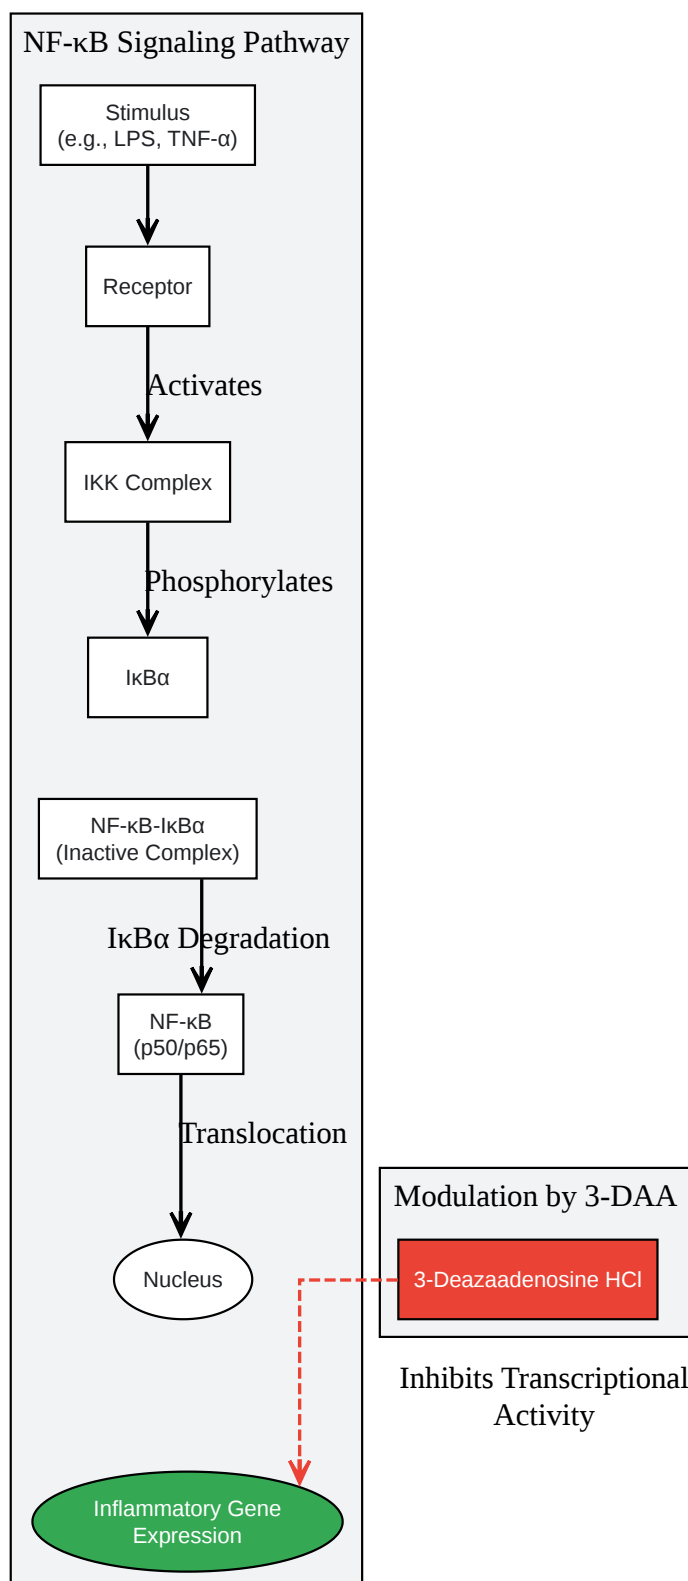 NF-κB Signaling Pathway
Stimulus
(e.g., LPS, TNF-α)
Receptor
Activates
IKK Complex
Phosphorylates
IκBα
NF-κB-IκBα
(Inactive Complex)
IκBα Degradation
NF-κB
(p50/p65)
Translocation
Modulation by 3-DAA
Nucleus
3-Deazaadenosine HCl
Inhibits Transcriptional
Activity
Inflammatory Gene
Expression